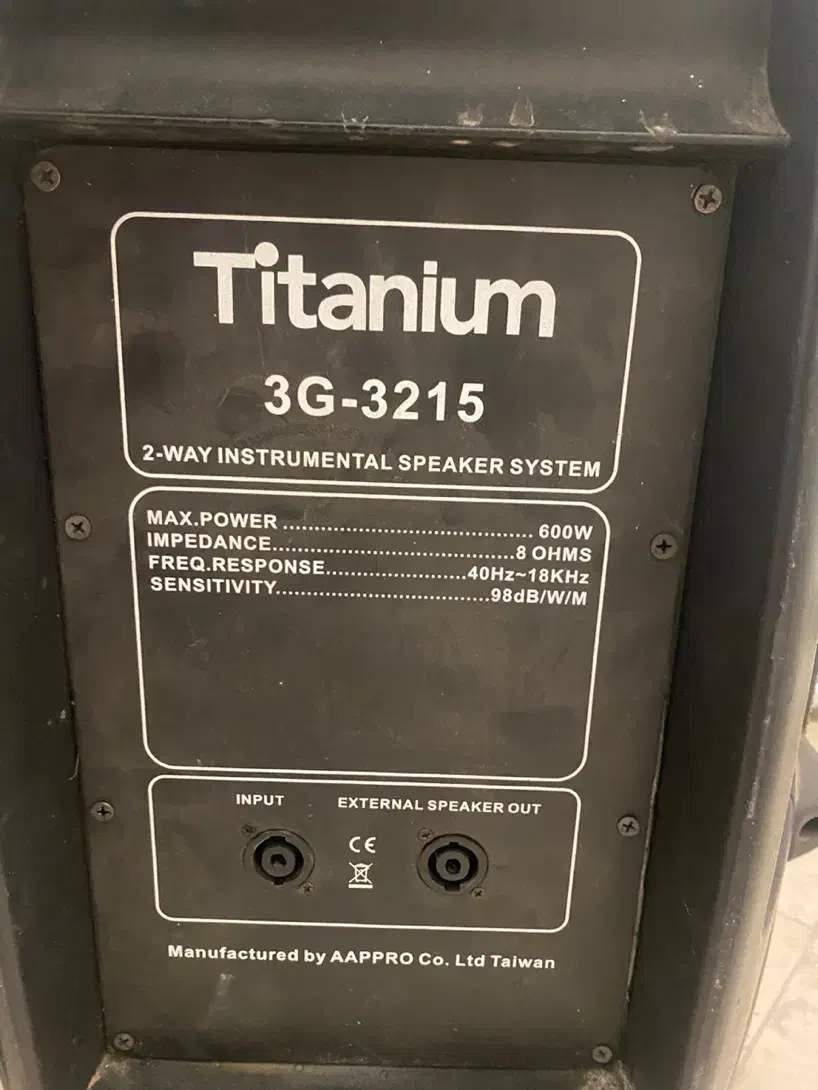 Titanium
3G-3215
2-WAY INSTRUMENTAL SPEAKER SYSTEM
MAX.POWER ....................................... 600W
IMPEDANCE......................................8 OHMS
FREQ.RESPONSE......................40Hz~18KHz
SENSITIVITY..................................98dB/W/M
INPUT
EXTERNAL SPEAKER OUT
CE
Manufactured by AAPPRO Co. Ltd Taiwan